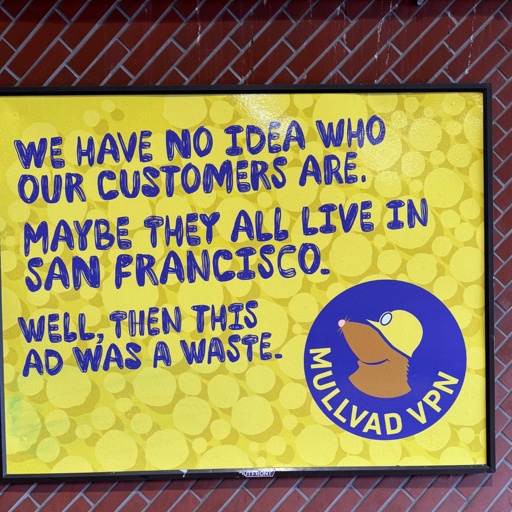 WE HAVE NO IDEA WHO
OUR CUSTOMERS ARE.
MAYBE THEY ALL LIVE IN
SAN FRANCISCO.
WELL, THEN THIS
AD WAS A WASTE.
MULLVAD VPN
OUTFRONT